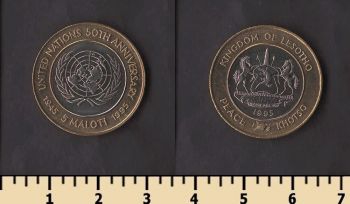 UNITED NATIONS 50TH ANNIVERSARY
1945 5 MALOTI 1995
KINGDOM OF LESOTHO
1995
PEACE KHOTSO
1 2 3 4 5 6 7